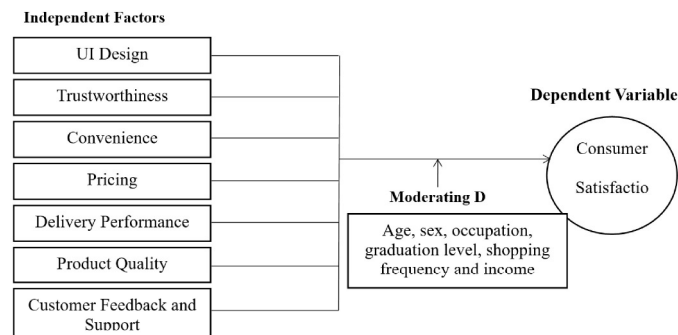 Independent Factors
UI Design
Trustworthiness
Convenience
Pricing
Delivery Performance
Product Quality
Customer Feedback and
Support
Dependent Variable
Consumer
Satisfactio
Moderating D
Age, sex, occupation,
graduation level, shopping
frequency and income